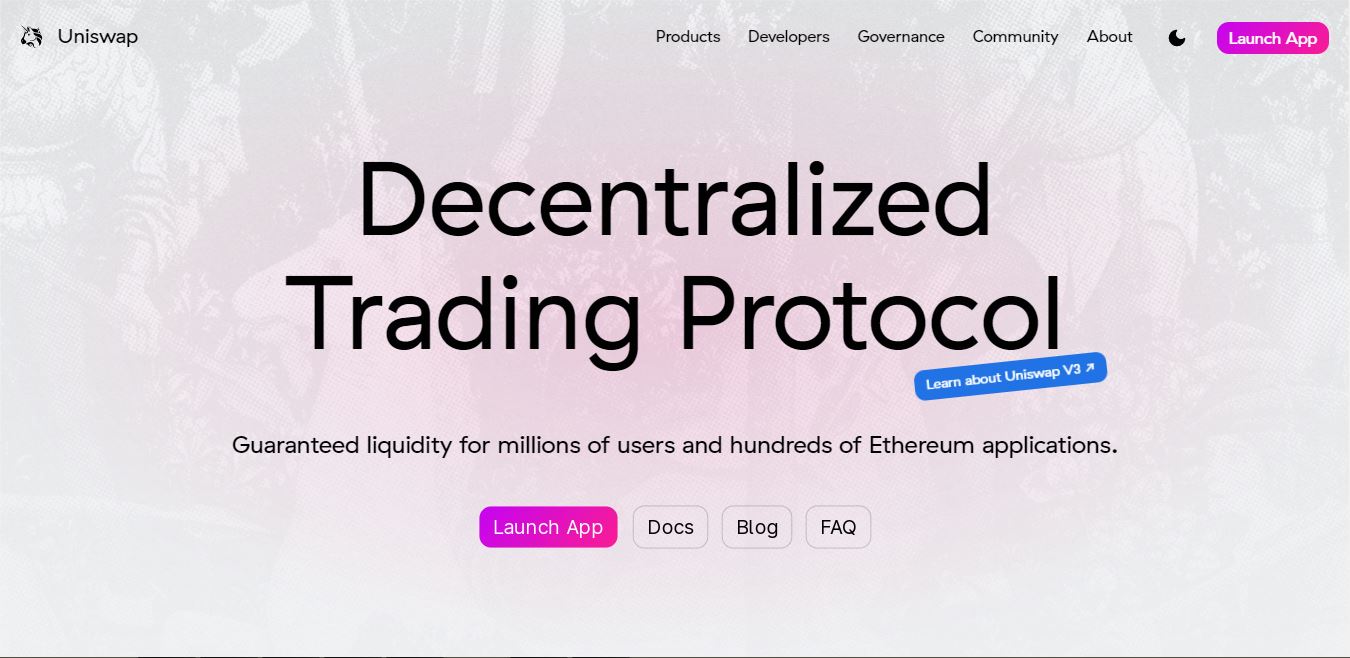 Uniswap
Products Developers Governance Community About Launch App
Decentralized
Trading Protocol
Learn about Uniswap V3 ↗
Guaranteed liquidity for millions of users and hundreds of Ethereum applications.
Launch App Docs Blog FAQ